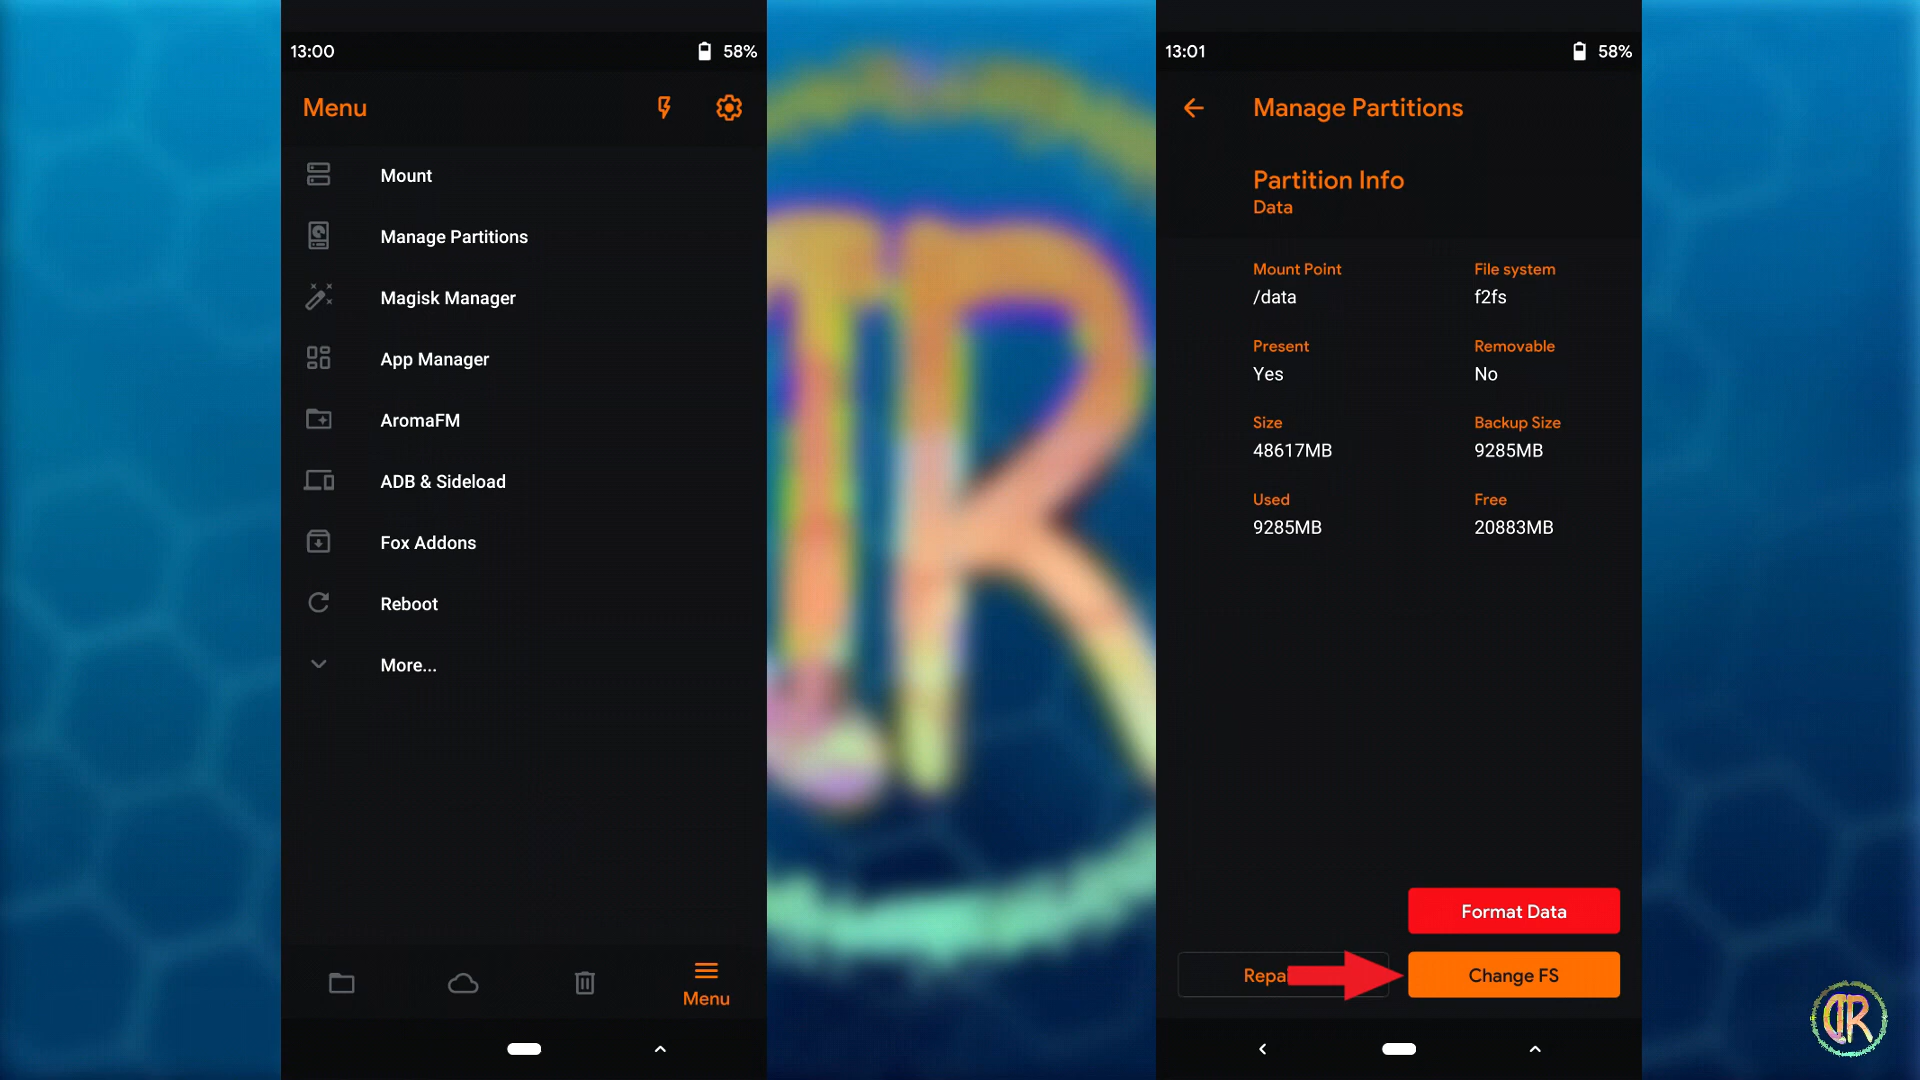 13:00
58%
Menu
Mount
Manage Partitions
Magisk Manager
App Manager
AromaFM
ADB & Sideload
Fox Addons
Reboot
More...
Menu
13:01
58%
Manage Partitions
Partition Info
Data
Mount Point
/data
File system
f2fs
Present
Yes
Removable
No
Size
48617MB
Backup Size
9285MB
Used
9285MB
Free
20883MB
Format Data
Repa
Change FS